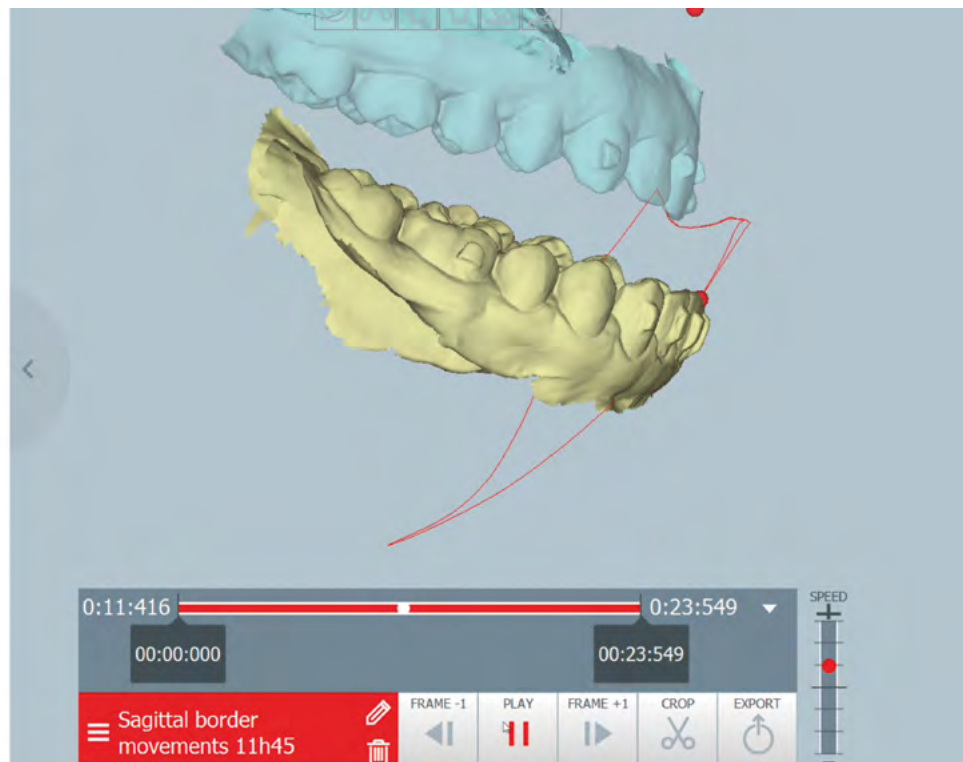 SPEED
0:11:416 0:23:549
00:00:000 00:23:549
FRAME -1 PLAY FRAME +1 CROP EXPORT
Sagittal border
movements 11h45